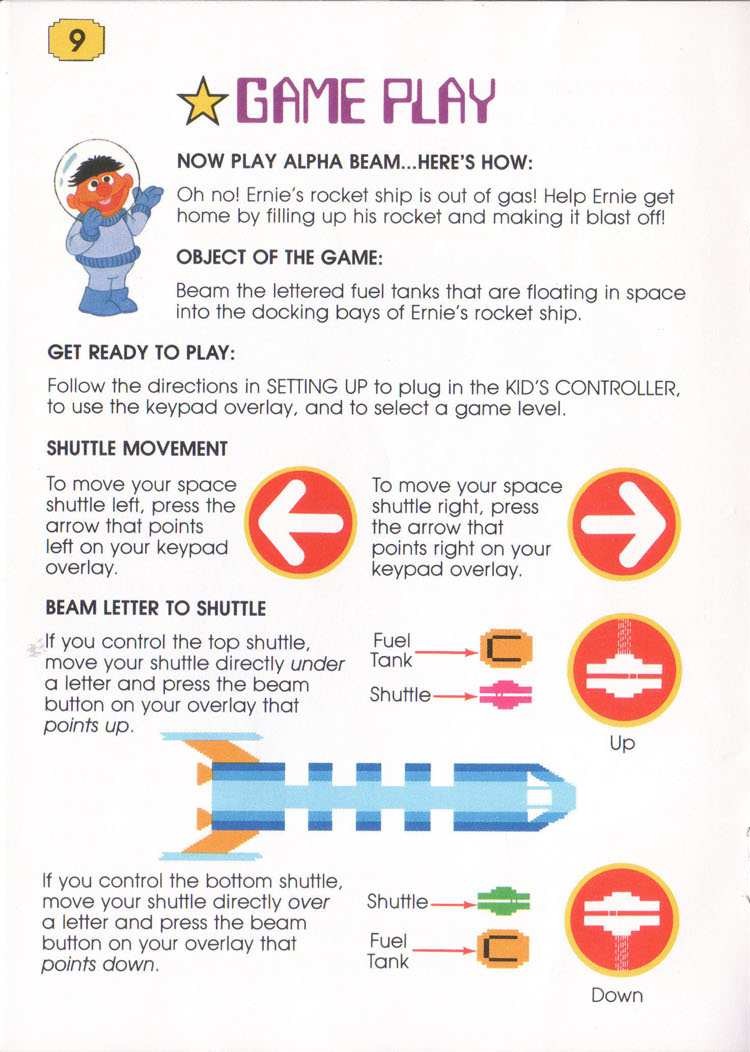 9
GAME PLAY
NOW PLAY ALPHA BEAM...HERE'S HOW:
Oh no! Ernie's rocket ship is out of gas! Help Ernie get
home by filling up his rocket and making it blast off!
OBJECT OF THE GAME:
Beam the lettered fuel tanks that are floating in space
into the docking bays of Ernie's rocket ship.
GET READY TO PLAY:
Follow the directions in SETTING UP to plug in the KID'S CONTROLLER,
to use the keypad overlay, and to select a game level.
SHUTTLE MOVEMENT
To move your space
shuttle left, press the
arrow that points
left on your keypad
overlay.
To move your space
shuttle right, press
the arrow that
points right on your
keypad overlay.
BEAM LETTER TO SHUTTLE
If you control the top shuttle,
move your shuttle directly under
a letter and press the beam
button on your overlay that
points up.
Fuel
Tank
C
Shuttle
Up
If you control the bottom shuttle,
move your shuttle directly over
a letter and press the beam
button on your overlay that
points down.
Shuttle
Fuel
Tank
C
Down